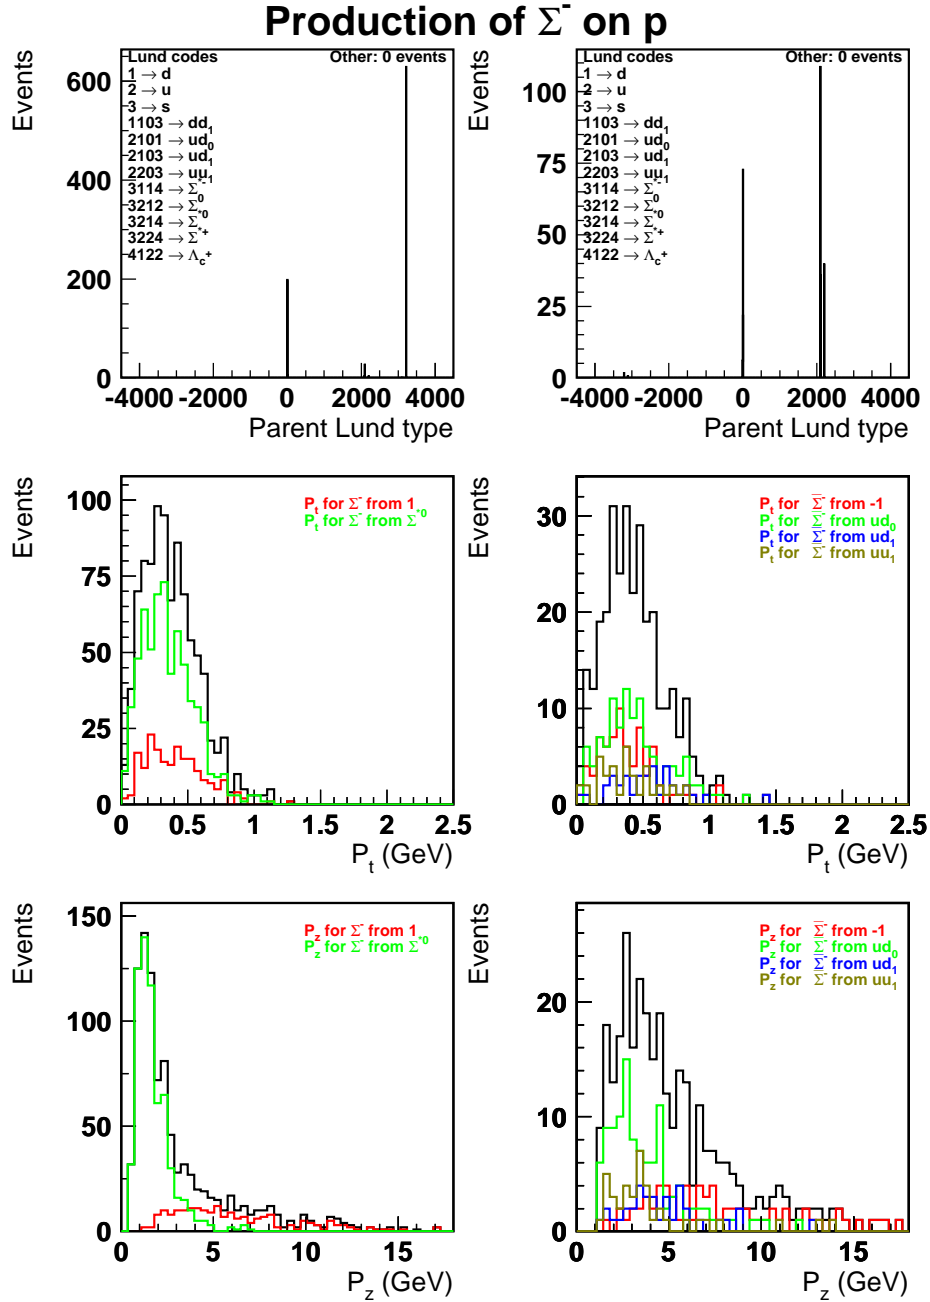 Production of Σ⁻ on p
Events
600
400
200
0
Lund codes
Other: 0 events
1 → d
2 → u
3 → s
1103 → dd₁
2101 → ud₀
2103 → ud₁
2203 → uu₁
3114 → Σ*⁻
3212 → Σ⁰
3214 → Σ*⁰
3224 → Σ*⁺
4122 → Λc⁺
-4000 -2000 0 2000 4000
Parent Lund type
Events
100
75
50
25
0
Lund codes
Other: 0 events
1 → d
2 → u
3 → s
1103 → dd₁
2101 → ud₀
2103 → ud₁
2203 → uu₁
3114 → Σ*⁻
3212 → Σ⁰
3214 → Σ*⁰
3224 → Σ*⁺
4122 → Λc⁺
-4000 -2000 0 2000 4000
Parent Lund type
Events
100
75
50
25
0
Pt for Σ⁻ from 1
Pt for Σ⁻ from Σ*⁰
0 0.5 1 1.5 2 2.5
Pt (GeV)
Events
30
20
10
0
Pt for Σ̅⁻ from -1
Pt for Σ̅⁻ from ud₀
Pt for Σ̅⁻ from ud₁
Pt for Σ̅⁻ from uu₁
0 0.5 1 1.5 2 2.5
Pt (GeV)
Events
150
100
50
0
Pz for Σ⁻ from 1
Pz for Σ⁻ from Σ*⁰
0 5 10 15
Pz (GeV)
Events
20
10
0
Pz for Σ̅⁻ from -1
Pz for Σ̅⁻ from ud₀
Pz for Σ̅⁻ from ud₁
Pz for Σ̅⁻ from uu₁
0 5 10 15
Pz (GeV)